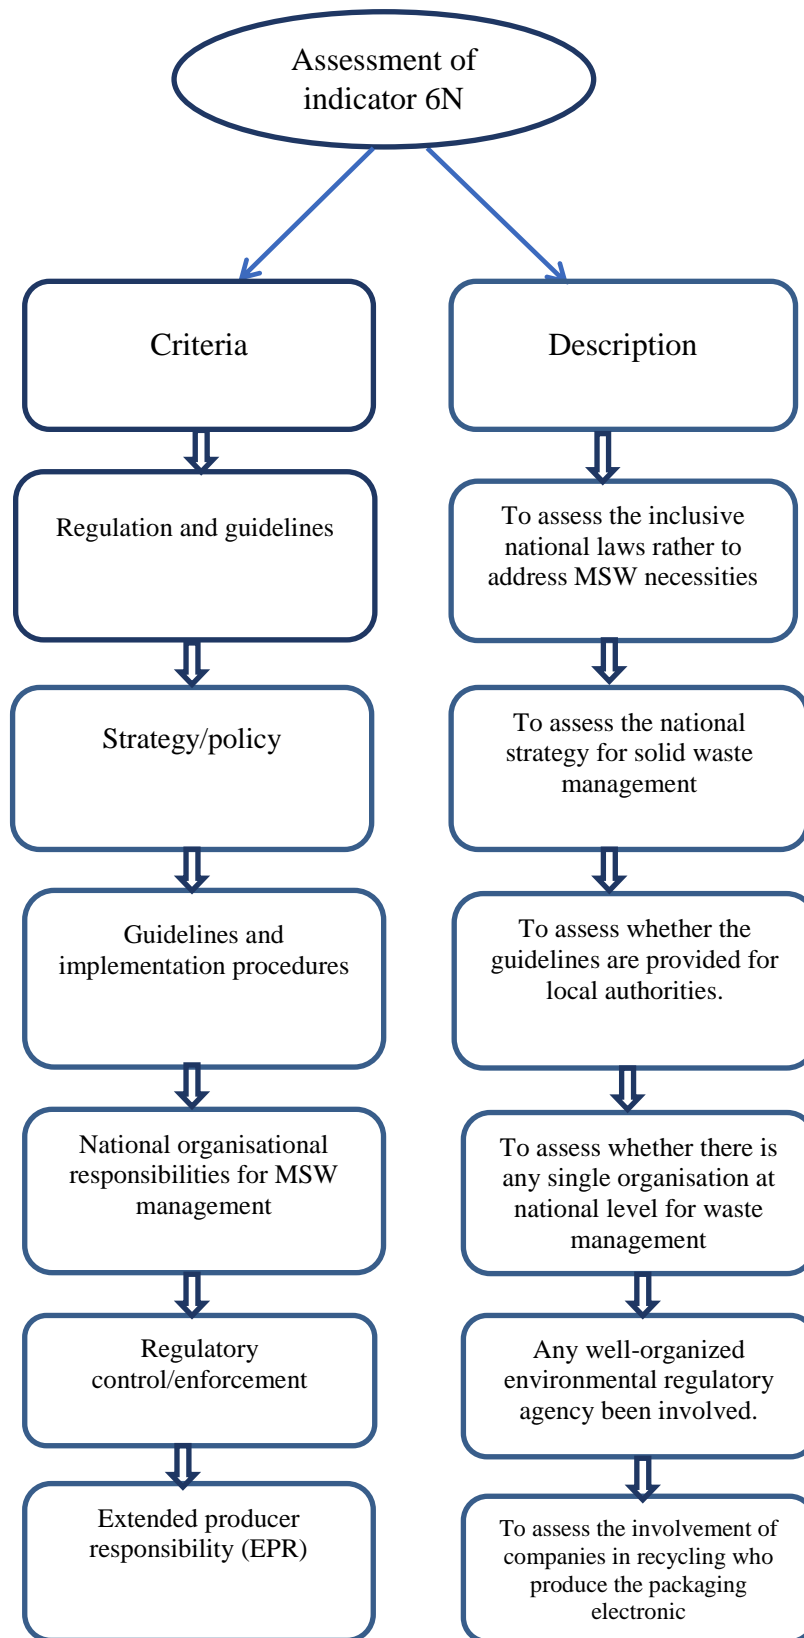 Assessment of
indicator 6N
Criteria
Description
Regulation and guidelines
To assess the inclusive
national laws rather to
address MSW necessities
Strategy/policy
To assess the national
strategy for solid waste
management
Guidelines and
implementation procedures
To assess whether the
guidelines are provided for
local authorities.
National organisational
responsibilities for MSW
management
To assess whether there is
any single organisation at
national level for waste
management
Regulatory
control/enforcement
Any well-organized
environmental regulatory
agency been involved.
Extended producer
responsibility (EPR)
To assess the involvement of
companies in recycling who
produce the packaging
electronic